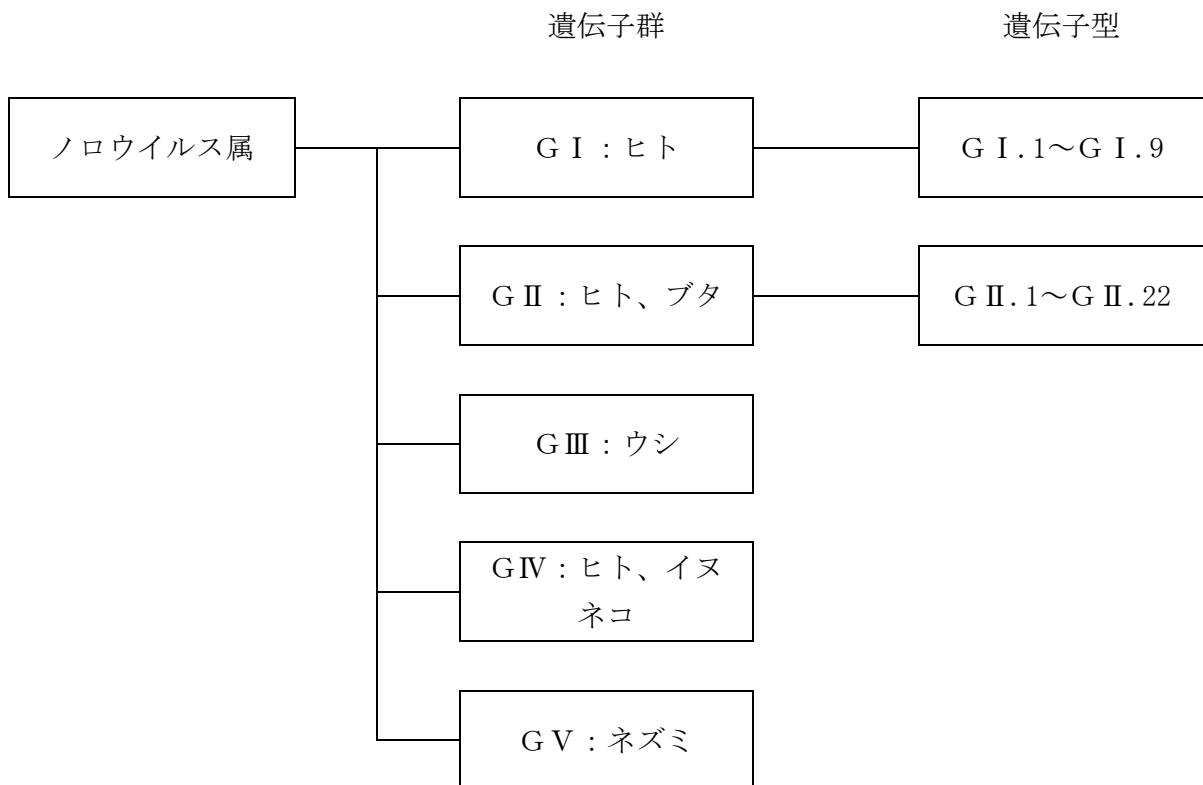 遺伝子群
遺伝子型
ノロウイルス属
GⅠ：ヒト
GⅠ.1～GⅠ.9
GⅡ：ヒト、ブタ
GⅡ.1～GⅡ.22
GⅢ：ウシ
GⅣ：ヒト、イヌ
ネコ
GⅤ：ネズミ